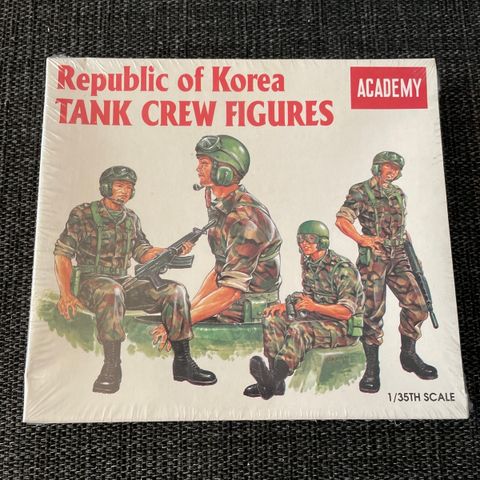 Republic of Korea
TANK CREW FIGURES
ACADEMY
1/35TH SCALE